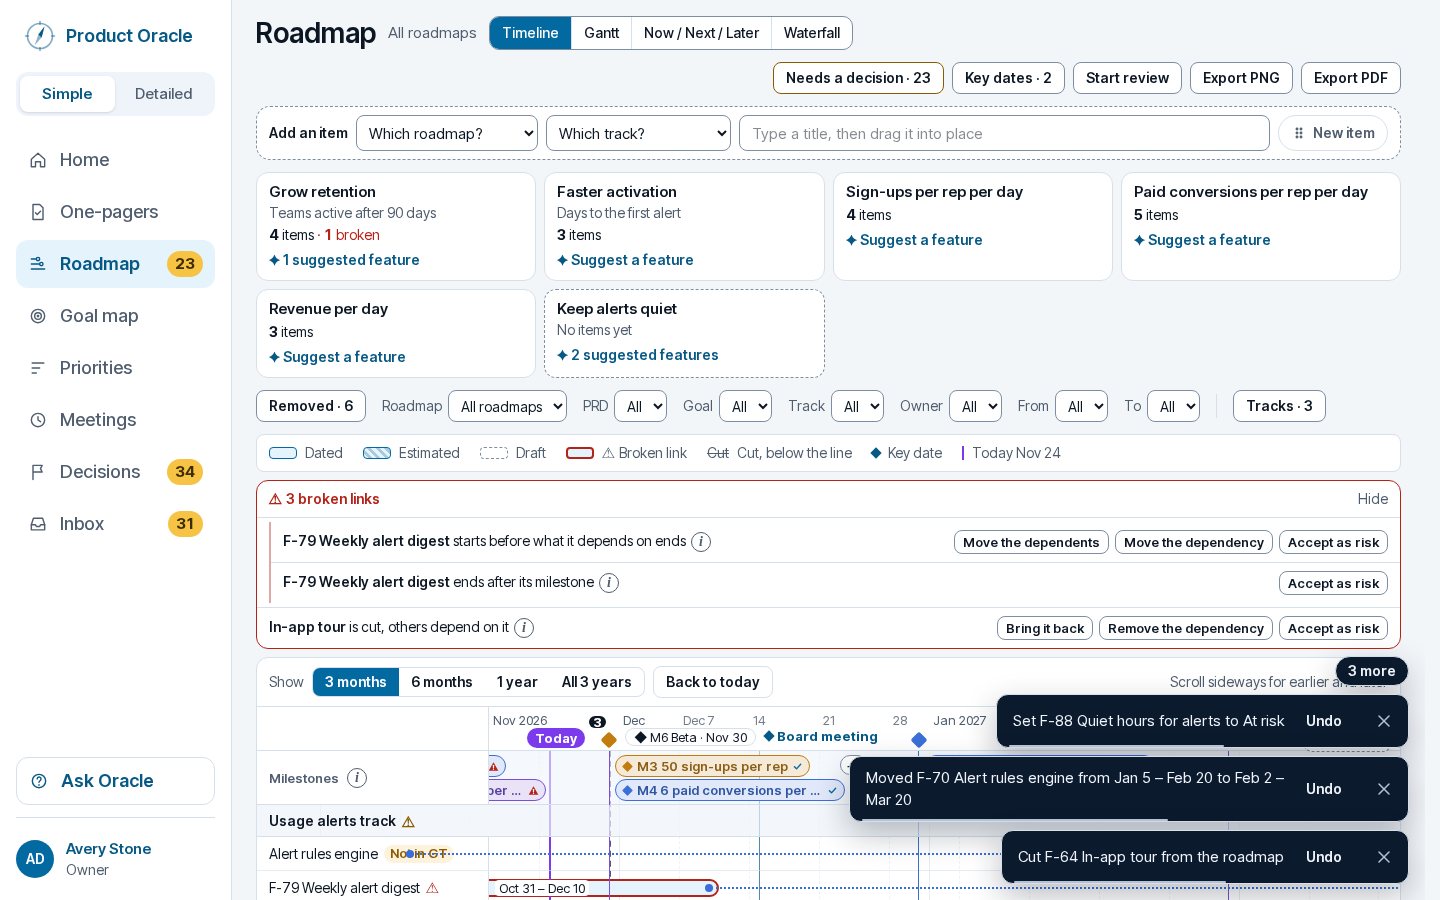 Product Oracle
Simple Detailed
Home
One-pagers
Roadmap 23
Goal map
Priorities
Meetings
Decisions 34
Inbox 31
Ask Oracle
AD Avery Stone
Owner
Roadmap All roadmaps Timeline Gantt Now / Next / Later Waterfall
Needs a decision · 23 Key dates · 2 Start review Export PNG Export PDF
Add an item Which roadmap? Which track? Type a title, then drag it into place New item
Grow retention
Teams active after 90 days
4 items · 1 broken
1 suggested feature
Faster activation
Days to the first alert
3 items
Suggest a feature
Sign-ups per rep per day
4 items
Suggest a feature
Paid conversions per rep per day
5 items
Suggest a feature
Revenue per day
3 items
Suggest a feature
Keep alerts quiet
No items yet
2 suggested features
Removed · 6 Roadmap All roadmaps PRD All Goal All Track All Owner All From All To All Tracks · 3
Dated Estimated Draft Broken link Cut Cut, below the line Key date Today Nov 24
3 broken links Hide
F-79 Weekly alert digest starts before what it depends on ends i Move the dependents Move the dependency Accept as risk
F-79 Weekly alert digest ends after its milestone i Accept as risk
In-app tour is cut, others depend on it i Bring it back Remove the dependency Accept as risk
Show 3 months 6 months 1 year All 3 years Back to today Scroll sideways for earlier and later
3 more
Nov 2026 3 Dec Dec 7 14 21 28 Jan 2027
Today M6 Beta · Nov 30 Board meeting
Milestones i M3 50 sign-ups per rep
per ... M4 6 paid conversions per ...
Usage alerts track
Alert rules engine Not in GT
F-79 Weekly alert digest Oct 31 – Dec 10
Set F-88 Quiet hours for alerts to At risk Undo
Moved F-70 Alert rules engine from Jan 5 – Feb 20 to Feb 2 –
Mar 20 Undo
Cut F-64 In-app tour from the roadmap Undo